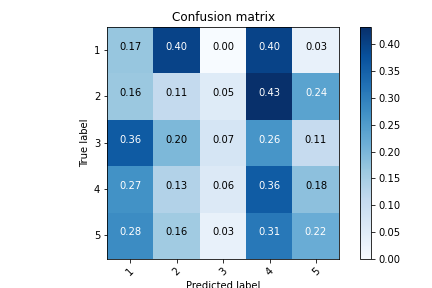 Confusion matrix
1 0.17 0.40 0.00 0.40 0.03
2 0.16 0.11 0.05 0.43 0.24
3 0.36 0.20 0.07 0.26 0.11
4 0.27 0.13 0.06 0.36 0.18
5 0.28 0.16 0.03 0.31 0.22
1 2 3 4 5
True label
Predicted label
0.40
0.35
0.30
0.25
0.20
0.15
0.10
0.05
0.00